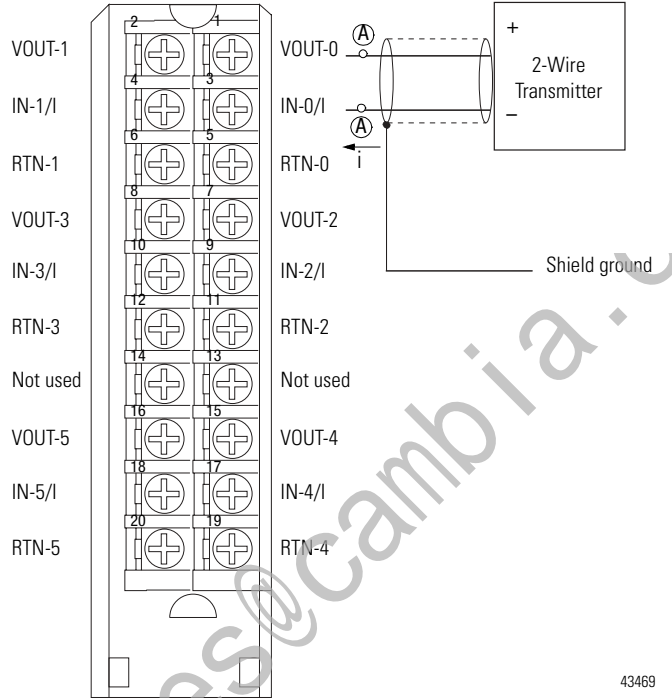 2 1
VOUT-1 VOUT-0 A +
2-Wire
Transmitter
4 3
IN-1/I IN-0/I A –
6 5
i
RTN-1 RTN-0
8 7
VOUT-3 VOUT-2
10 9
IN-3/I IN-2/I Shield ground
12 11
RTN-3 RTN-2
14 13
Not used Not used
16 15
VOUT-5 VOUT-4
18 17
IN-5/I IN-4/I
20 19
RTN-5 RTN-4
43469